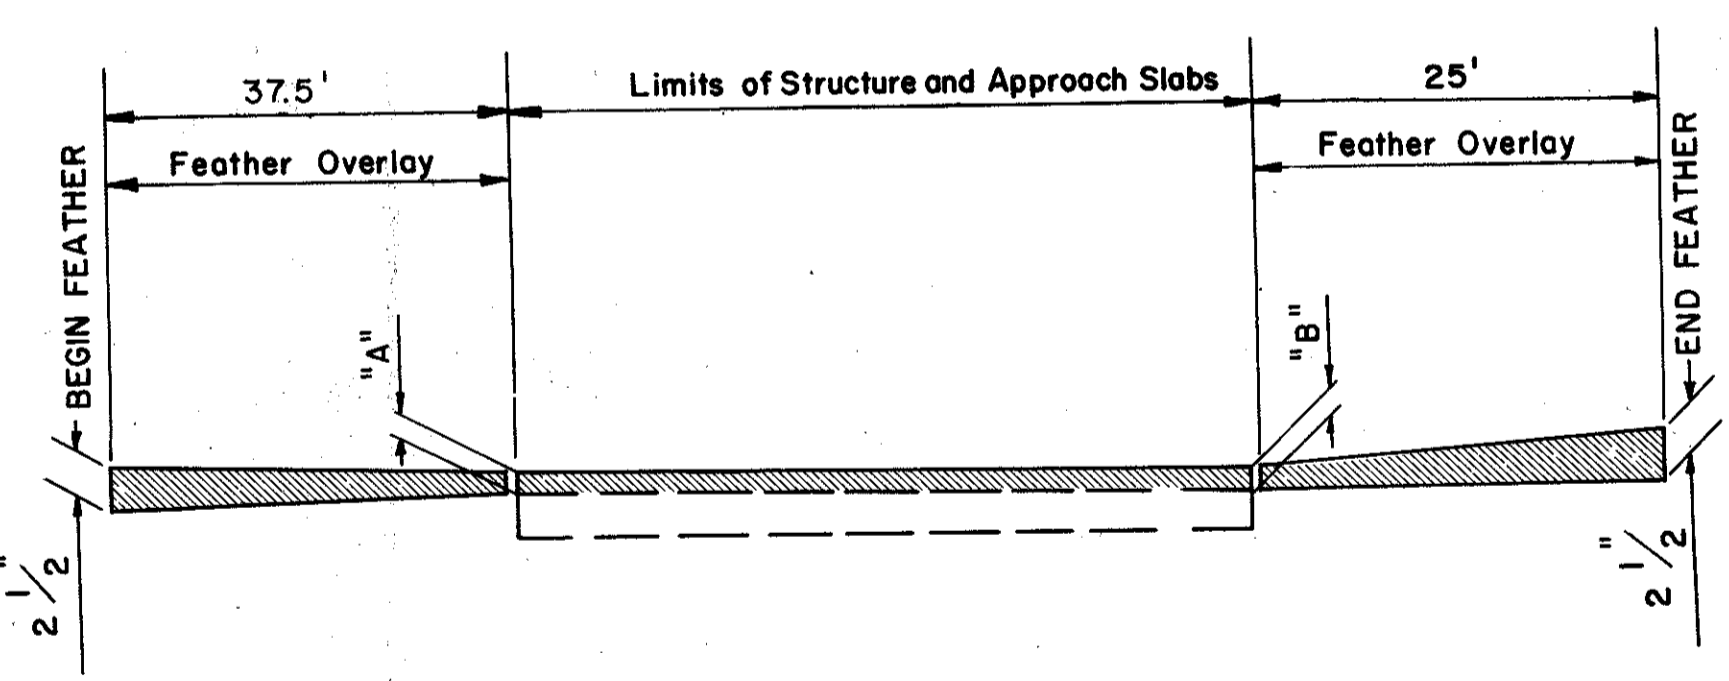 37.5'
Limits of Structure and Approach Slabs
25'
Feather Overlay
Feather Overlay
BEGIN FEATHER
END FEATHER
"A"
"B"
2 1/2"
2 1/2"